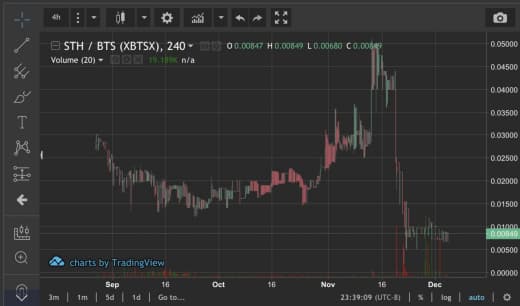 4h
STH / BTS (XBTSX), 240 O 0.00847 H 0.00849 L 0.00680 C 0.00849
Volume (20) 19.189K n/a
0.05000
0.04500
0.04000
0.03500
0.03000
0.02500
0.02000
0.01500
0.01000
0.00849
0.00500
0.00000
charts by TradingView
Sep 16 Oct 16 Nov 16 Dec
3m 1m 5d 1d Go to... 23:39:09 (UTC-8) % log auto